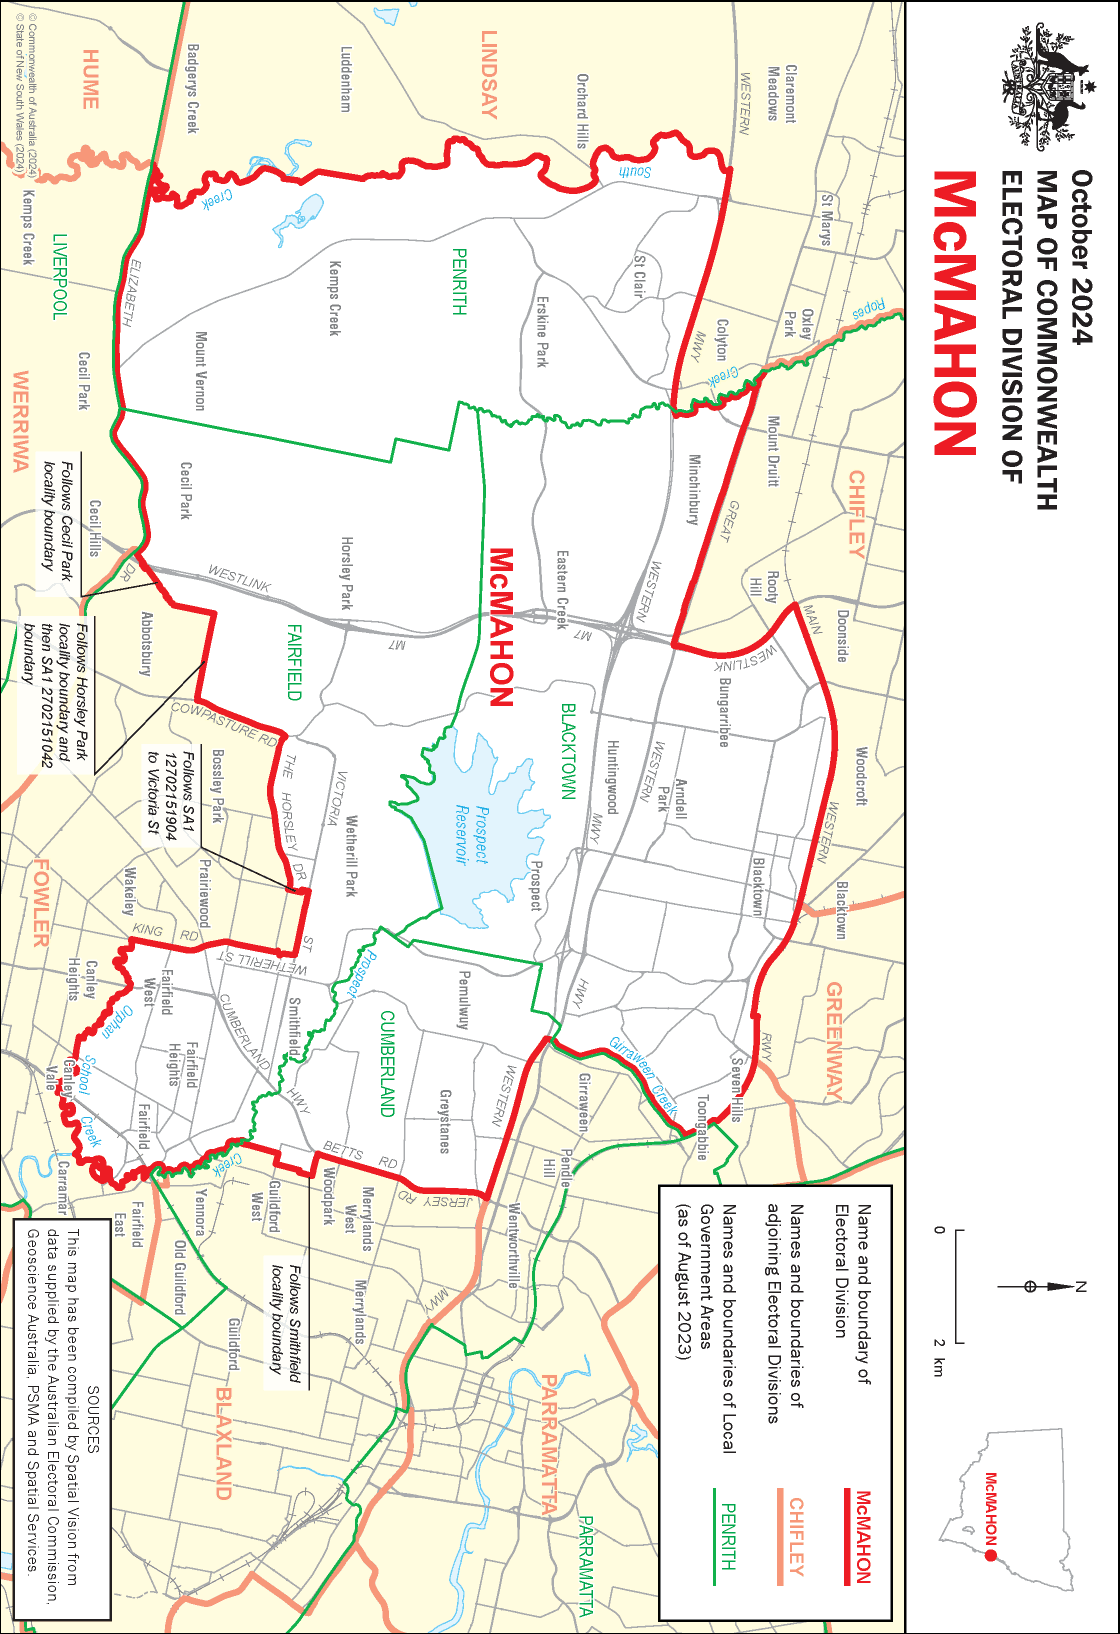 October 2024
MAP OF COMMONWEALTH
ELECTORAL DIVISION OF
McMAHON
N
0 2 km
McMAHON
Name and boundary of
Electoral Division
McMAHON
Names and boundaries of
adjoining Electoral Divisions
CHIFLEY
Names and boundaries of Local
Government Areas
(as of August 2023)
PENRITH
Claremont
Meadows
WESTERN
St Marys
Ropes
Oxley
Park
Colyton
Creek
MWY
Mount Druitt
CHIFLEY
GREAT
Rooty
Hill
MAIN
Doonside
WESTLINK
Bungarribee
Woodcroft
WESTERN
Blacktown
Blacktown
GREENWAY
RWY
Seven Hills
Toongabbie
LINDSAY
Orchard Hills
South
St Clair
Erskine Park
PENRITH
Minchinbury
WESTERN
Eastern Creek
M7
McMAHON
BLACKTOWN
Huntingwood
WESTERN
Arndell
Park
MWY
Prospect
Reservoir
Prospect
HWY
Girraween Creek
Girraween
Pendle
Hill
Luddenham
Badgerys Creek
HUME
Creek
Kemps Creek
Mount Vernon
Kemps Creek
LIVERPOOL
ELIZABETH
Cecil Park
WERRIWA
Cecil Park
Cecil Hills
DR
WESTLINK
Horsley Park
M7
FAIRFIELD
Abbotsbury
COWPASTURE RD
THE HORSLEY DR
VICTORIA
ST
Wetherill Park
Bossley Park
Prairiewood
Wakeley
KING RD
WETHERILL ST
FOWLER
Canley
Heights
Fairfield
West
Orphan
School
Creek
Canley
Vale
Fairfield
Heights
Fairfield
CUMBERLAND
HWY
Smithfield
Prospect
Creek
Pemulwuy
CUMBERLAND
Greystanes
WESTERN
BETTS RD
JERSEY RD
Wentworthville
Merrylands
West
Woodpark
Guildford
West
Yennora
Fairfield
East
Carramar
Old Guildford
Guildford
Merrylands
MWY
BLAXLAND
PARRAMATTA
PARRAMATTA
Follows Cecil Park
locality boundary
Follows Horsley Park
locality boundary and
then SA1 2702151042
boundary
Follows SA1
12702151904
to Victoria St
Follows Smithfield
locality boundary
SOURCES
This map has been compiled by Spatial Vision from
data supplied by the Australian Electoral Commission,
Geoscience Australia, PSMA and Spatial Services.
© Commonwealth of Australia (2024)
© State of New South Wales (2024)